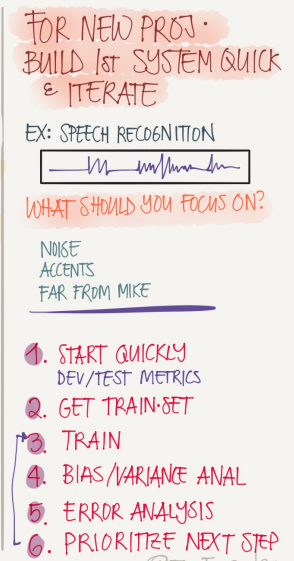 FOR NEW PROJ.
BUILD 1st SYSTEM QUICK
& ITERATE
EX: SPEECH RECOGNITION
WHAT SHOULD YOU FOCUS ON?
NOISE
ACCENTS
FAR FROM MIKE
1. START QUICKLY
DEV/TEST METRICS
2. GET TRAIN-SET
3. TRAIN
4. BIAS/VARIANCE ANAL
5. ERROR ANALYSIS
6. PRIORITIZE NEXT STEP